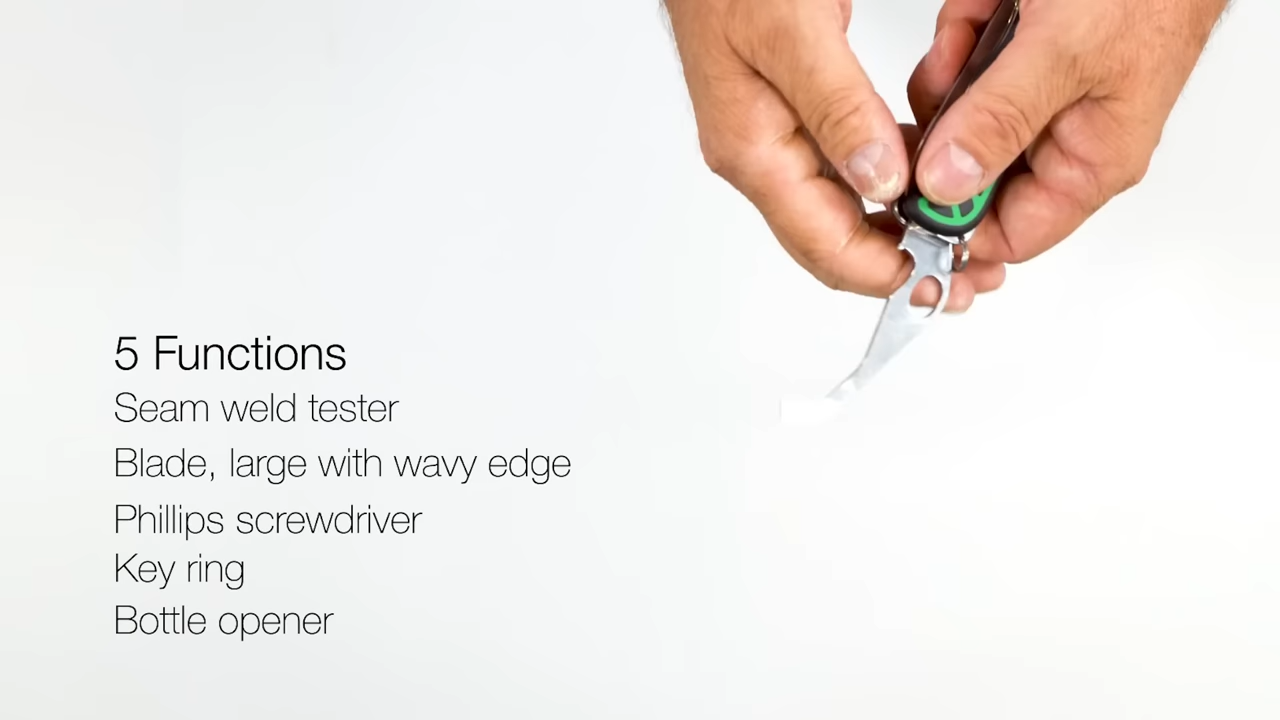 5 Functions
Seam weld tester
Blade, large with wavy edge
Phillips screwdriver
Key ring
Bottle opener